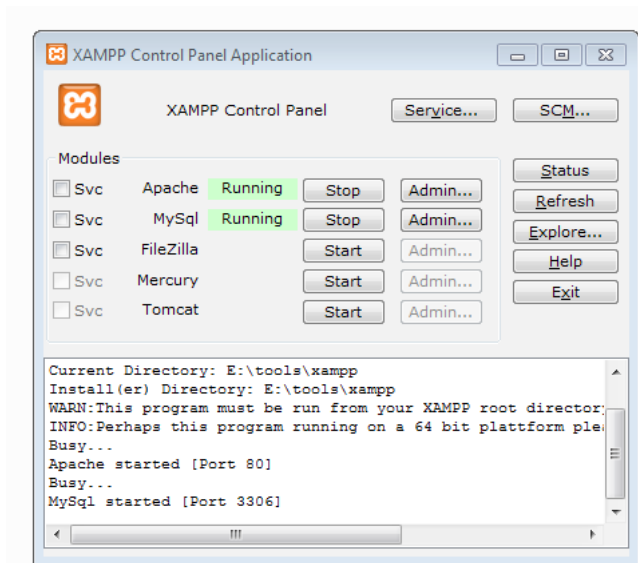 XAMPP Control Panel Application
XAMPP Control Panel Service... SCM...
Modules
Svc Apache Running Stop Admin...
Svc MySql Running Stop Admin...
Svc FileZilla Start Admin...
Svc Mercury Start Admin...
Svc Tomcat Start Admin...
Status
Refresh
Explore...
Help
Exit
Current Directory: E:\tools\xampp
Install(er) Directory: E:\tools\xampp
WARN:This program must be run from your XAMPP root director
INFO:Perhaps this program running on a 64 bit plattform
Busy...
Apache started [Port 80]
Busy...
MySql started [Port 3306]